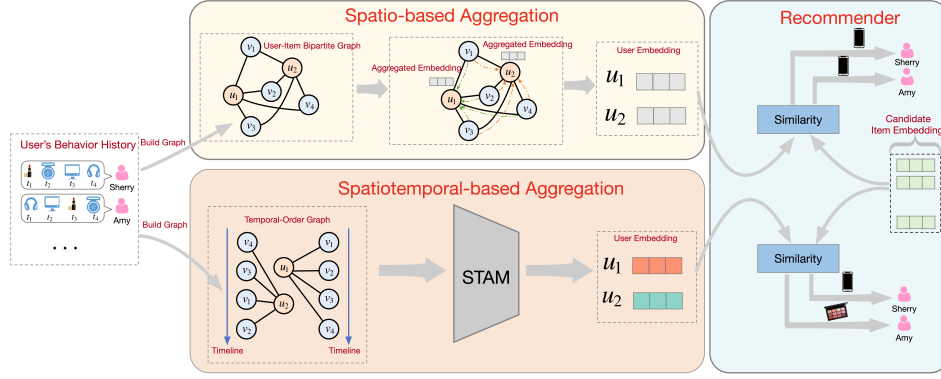 User's Behavior History
t1 t2 t3 t4
Sherry
t1 t2 t3 t4
Amy
...
Build Graph
Build Graph
Spatio-based Aggregation
User-Item Bipartite Graph
v1
u2
u1
v2
v4
v3
Aggregated Embedding
Aggregated Embedding
v1
u2
u1
v2
v4
v3
User Embedding
u1
u2
Spatiotemporal-based Aggregation
Temporal-Order Graph
v4
v1
v3
u1
v2
v1
u2
v3
v2
v4
Timeline
Timeline
STAM
User Embedding
u1
u2
Recommender
Sherry
Amy
Similarity
Candidate
Item Embedding
Similarity
Sherry
Amy